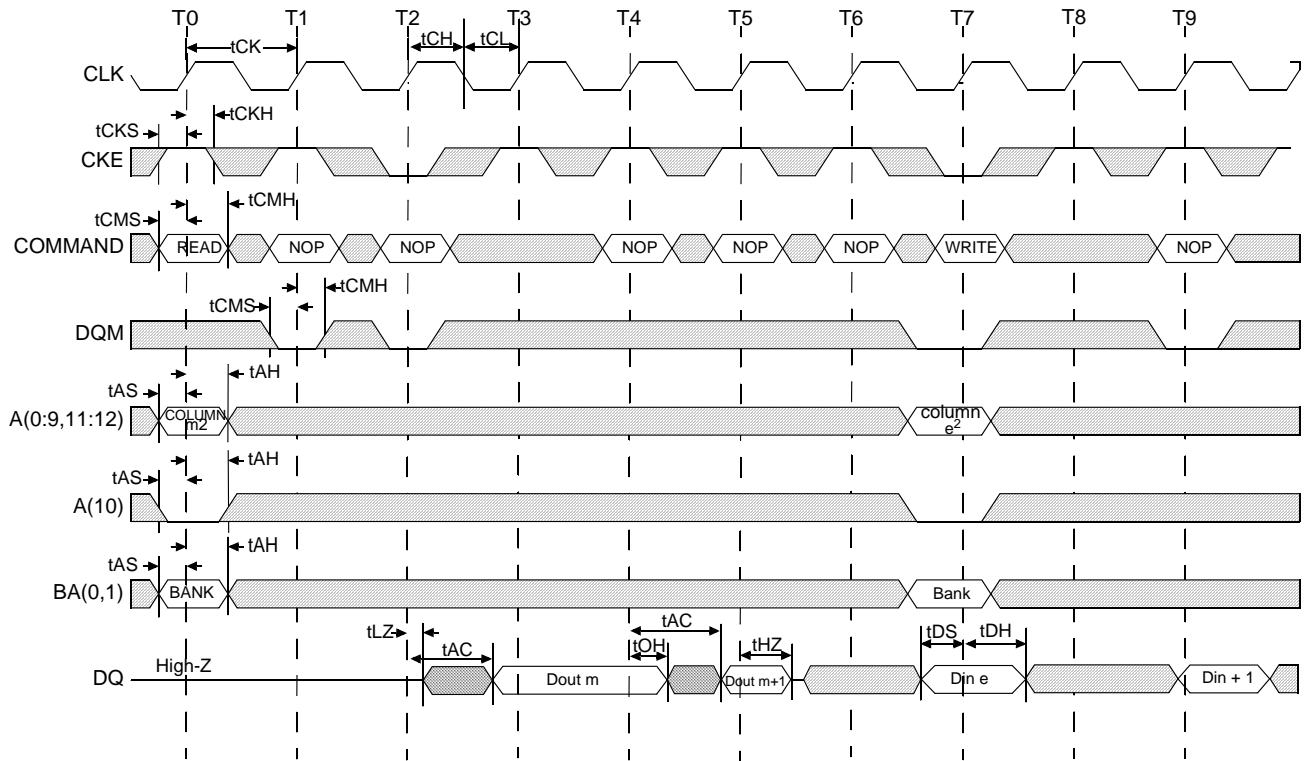 T0 T1 T2 T3 T4 T5 T6 T7 T8 T9
tCK tCH tCL
CLK
tCKH
tCKS
CKE
tCMH
tCMS
COMMAND READ NOP NOP NOP NOP NOP WRITE NOP
tCMH
tCMS
DQM
tAH
tAS
A(0:9,11:12) COLUMN m2 column e2
tAH
tAS
A(10)
tAH
tAS
BA(0,1) BANK Bank
tLZ tAC tAC tOH tHZ tDS tDH
High-Z
DQ Dout m Dout m+1 Din e Din + 1